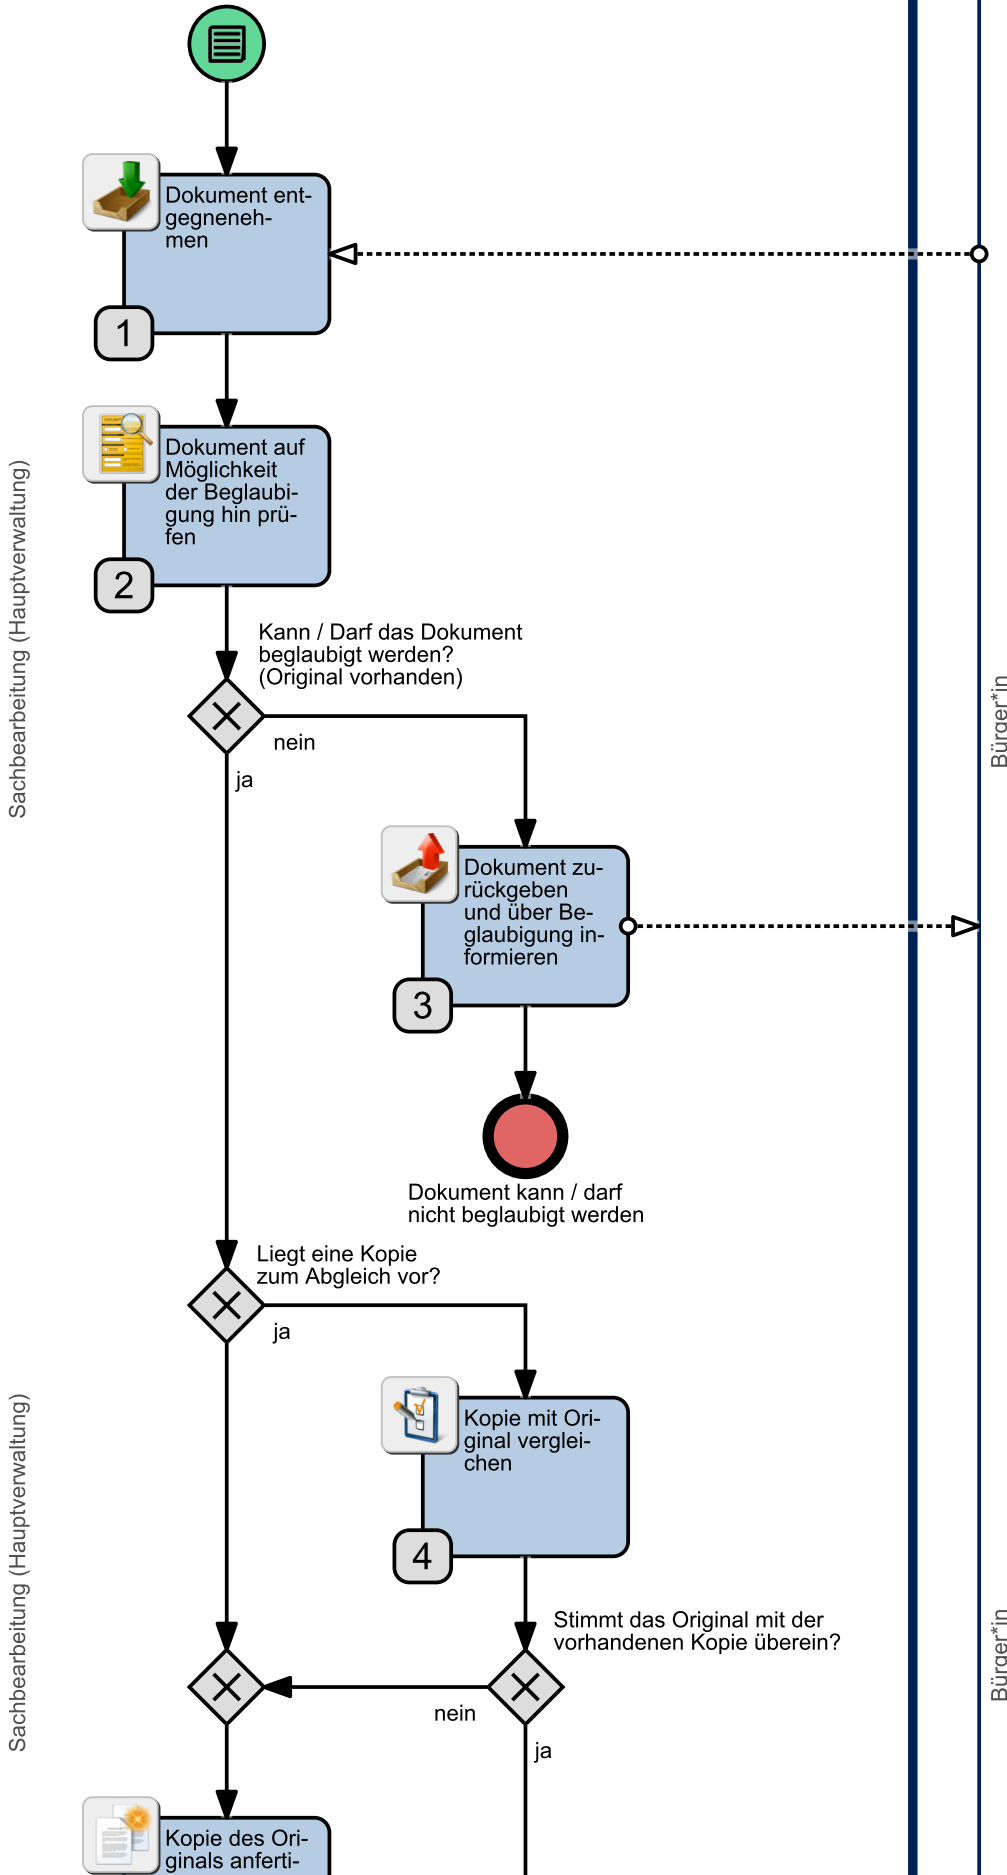 Dokument ent-
gegneneh-
men
1
Dokument auf
Möglichkeit
der Beglaubi-
gung hin prü-
fen
2
Sachbearbeitung (Hauptverwaltung)
Kann / Darf das Dokument
beglaubigt werden?
(Original vorhanden)
nein
ja
Bürger*in
Dokument zu-
rückgeben
und über Be-
glaubigung in-
formieren
3
Dokument kann / darf
nicht beglaubigt werden
Liegt eine Kopie
zum Abgleich vor?
ja
Kopie mit Ori-
ginal verglei-
chen
4
Sachbearbeitung (Hauptverwaltung)
Stimmt das Original mit der
vorhandenen Kopie überein?
nein
ja
Bürger*in
Kopie des Ori-
ginals anferti-